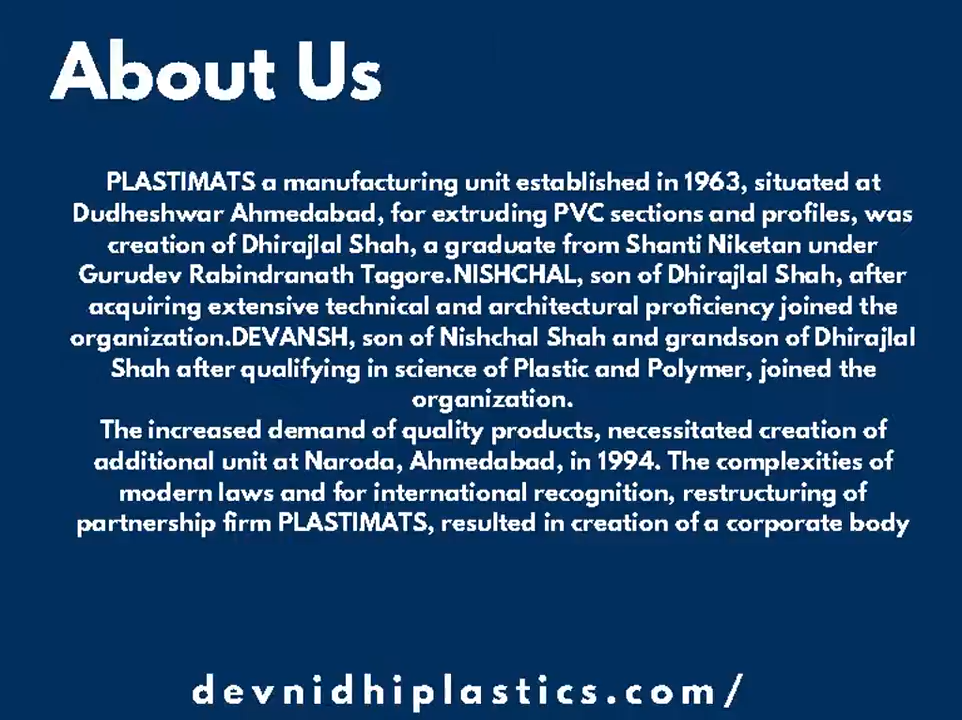 About Us
PLASTIMATS a manufacturing unit established in 1963, situated at
Dudheshwar Ahmedabad, for extruding PVC sections and profiles, was
creation of Dhirajlal Shah, a graduate from Shanti Niketan under
Gurudev Rabindranath Tagore.NISHCHAL, son of Dhirajlal Shah, after
acquiring extensive technical and architectural proficiency joined the
organization.DEVANSH, son of Nishchal Shah and grandson of Dhirajlal
Shah after qualifying in science of Plastic and Polymer, joined the
organization.
The increased demand of quality products, necessitated creation of
additional unit at Naroda, Ahmedabad, in 1994. The complexities of
modern laws and for international recognition, restructuring of
partnership firm PLASTIMATS, resulted in creation of a corporate body
devnidhiplastics.com/